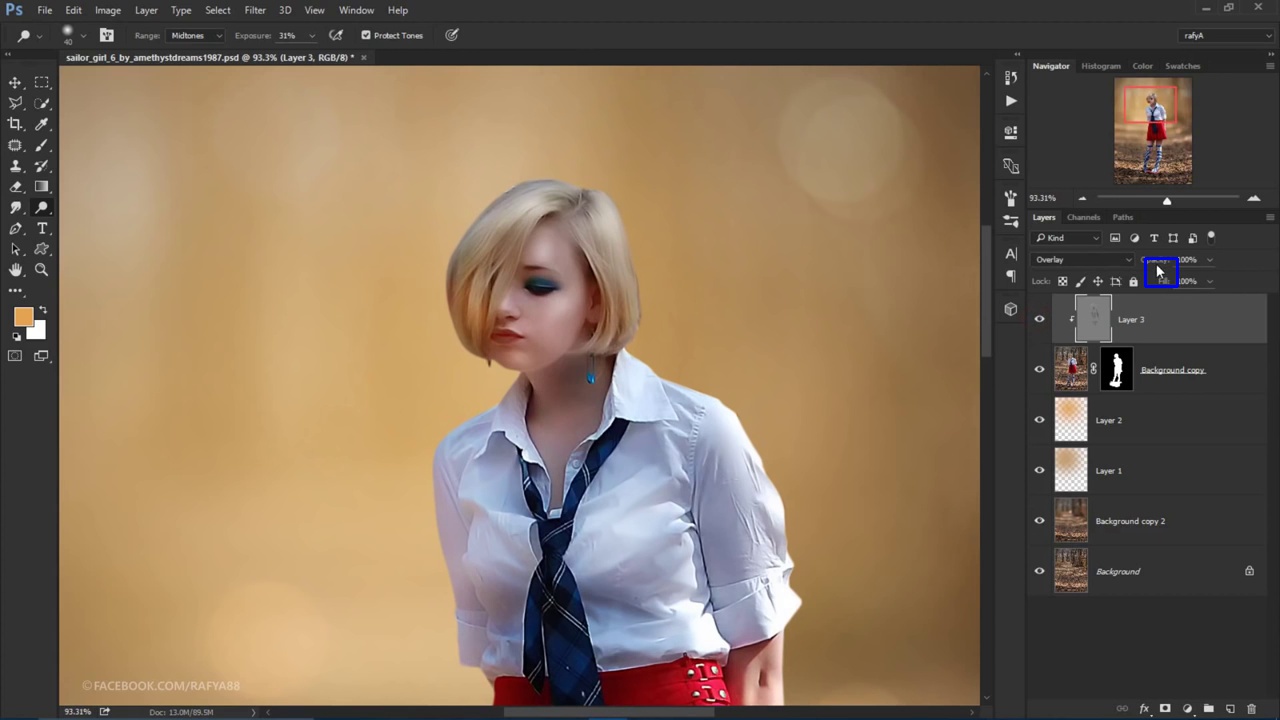 Ps File Edit Image Layer Type Select Filter 3D View Window Help
40 Range: Midtones Exposure: 31% Protect Tones rafyA
sailor_girl_6_by_amethystdreams1987.psd @ 93.3% (Layer 3, RGB/8) *
Navigator Histogram Color Swatches
93.31%
Layers Channels Paths
Kind
Overlay Opacity: 100%
Lock: Fill: 100%
Layer 3
Background copy
Layer 2
Layer 1
Background copy 2
Background
©FACEBOOK.COM/RAFYA88
93.31% Doc: 13.0M/89.5M
fx